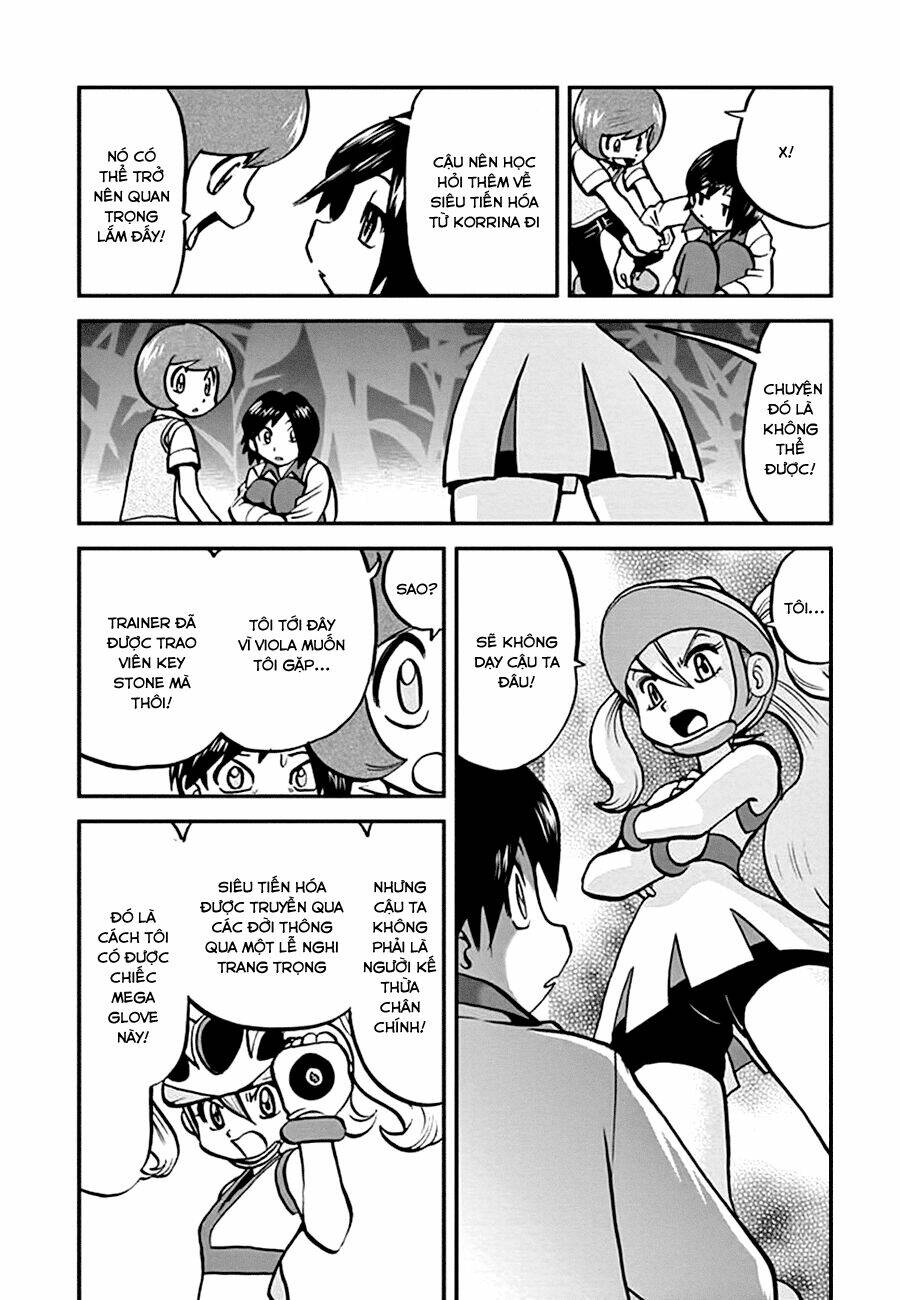 X!
CẬU NÊN HỌC
HỎI THÊM VỀ
SIÊU TIẾN HÓA
TỪ KORRINA ĐI
NÓ CÓ
THỂ TRỞ
NÊN QUAN
TRỌNG
LẮM ĐẤY!
CHUYỆN
ĐÓ LÀ
KHÔNG
THỂ
ĐƯỢC!
TÔI...
SẼ KHÔNG
DẠY CẬU TA
ĐÂU!
SAO?
TÔI TỚI ĐÂY
VÌ VIOLA MUỐN
TÔI GẶP...
TRAINER ĐÃ
ĐƯỢC TRAO
VIÊN KEY
STONE MÀ
THÔI!
NHƯNG
CẬU TA
KHÔNG
PHẢI LÀ
NGƯỜI KẾ
THỪA
CHÂN
CHÍNH!
SIÊU TIẾN HÓA
ĐƯỢC TRUYỀN QUA
CÁC ĐỜI THÔNG
QUA MỘT LỄ NGHI
TRANG TRỌNG
ĐÓ LÀ
CÁCH TÔI
CÓ ĐƯỢC
CHIẾC
MEGA
GLOVE
NÀY!